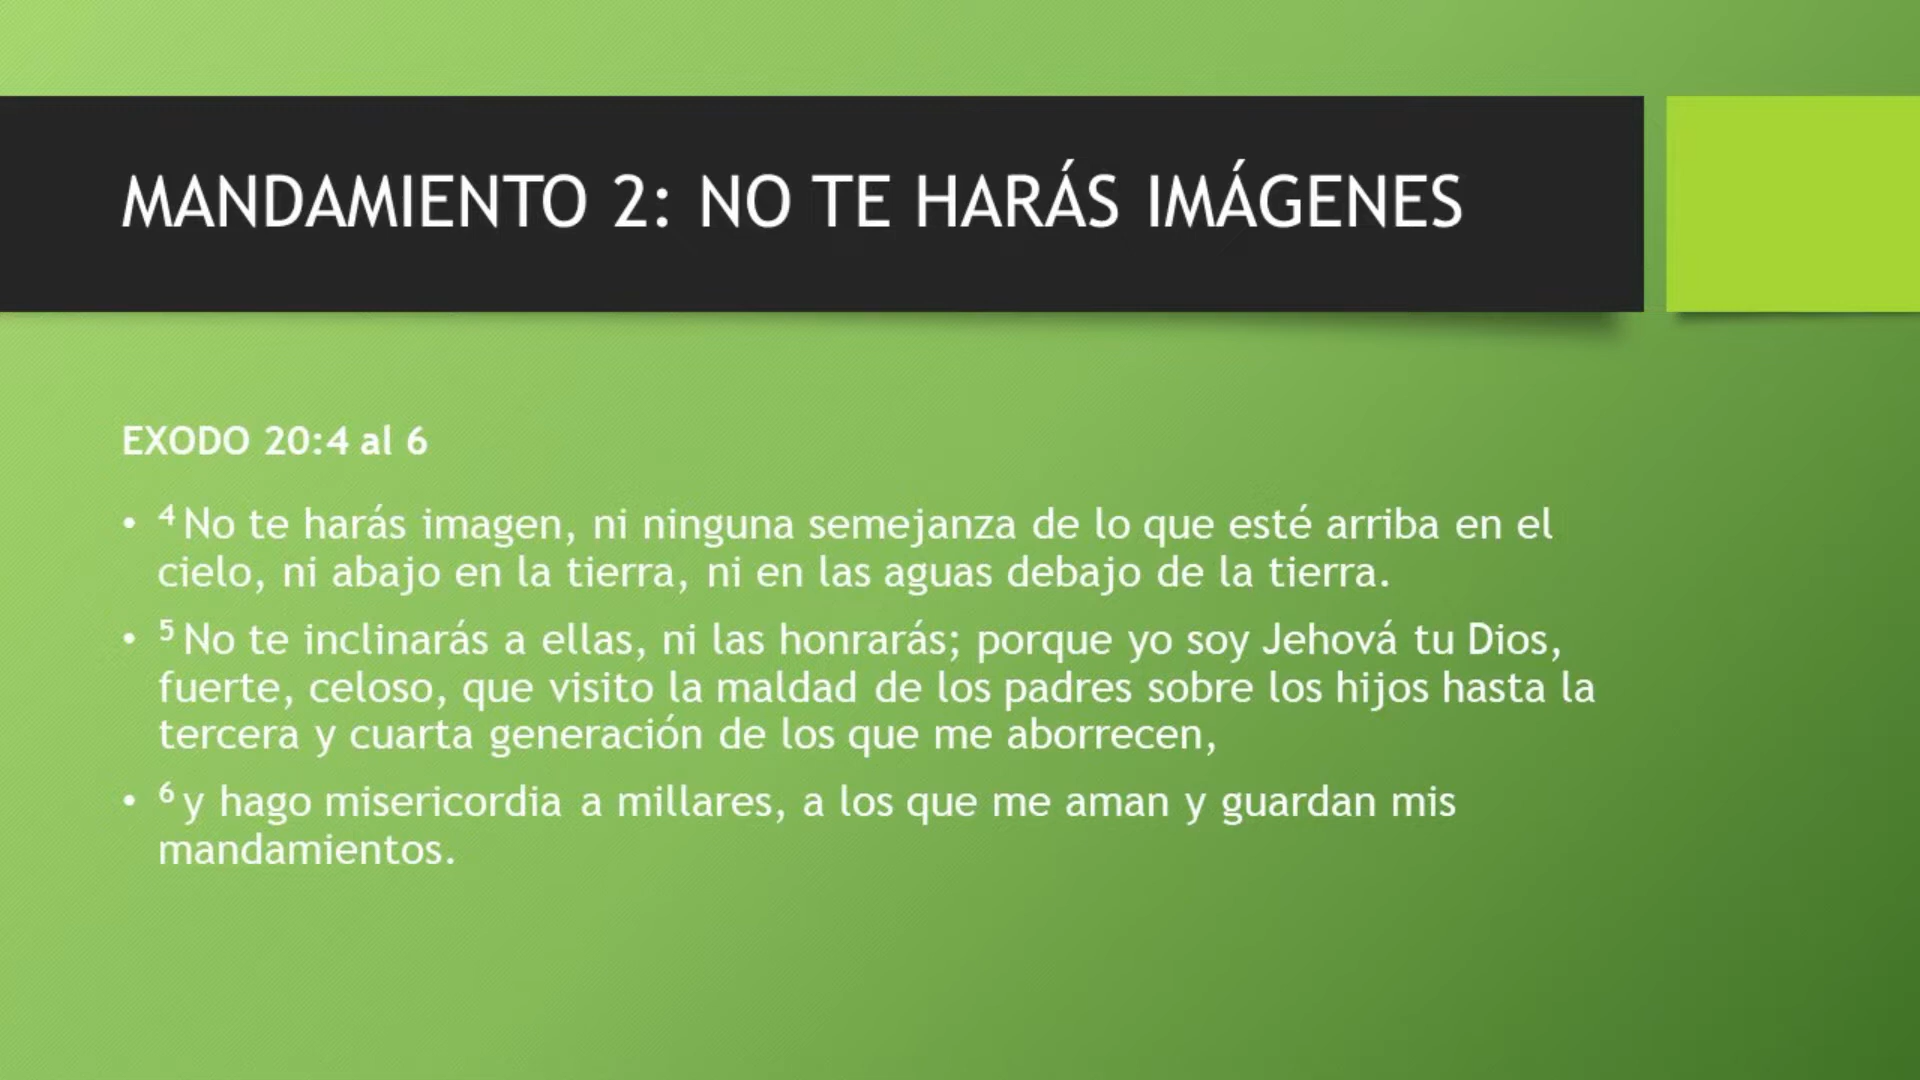 MANDAMIENTO 2: NO TE HARÁS IMÁGENES
EXODO 20:4 al 6
• 4 No te harás imagen, ni ninguna semejanza de lo que esté arriba en el
cielo, ni abajo en la tierra, ni en las aguas debajo de la tierra.
• 5 No te inclinarás a ellas, ni las honrarás; porque yo soy Jehová tu Dios,
fuerte, celoso, que visito la maldad de los padres sobre los hijos hasta la
tercera y cuarta generación de los que me aborrecen,
• 6 y hago misericordia a millares, a los que me aman y guardan mis
mandamientos.